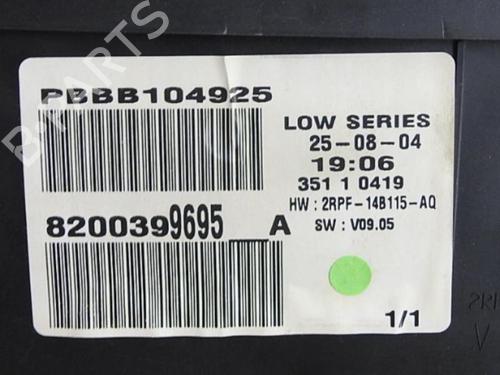 PBBB104925
8200399695__A
LOW SERIES
25-08-04
19:06
351 1 0419
HW : 2RPF-14B115-AQ
SW : V09.05
1/1
B-PARTS